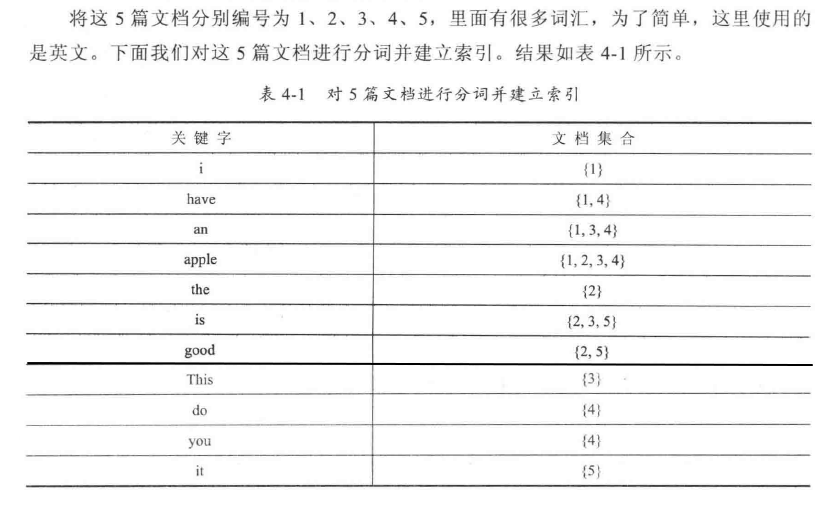 将这 5 篇文档分别编号为 1、2、3、4、5，里面有很多词汇，为了简单，这里使用的
是英文。下面我们对这 5 篇文档进行分词并建立索引。结果如表 4-1 所示。
表 4-1 对 5 篇文档进行分词并建立索引
关键字 文档集合
i {1}
have {1, 4}
an {1, 3, 4}
apple {1, 2, 3, 4}
the {2}
is {2, 3, 5}
good {2, 5}
This {3}
do {4}
you {4}
it {5}